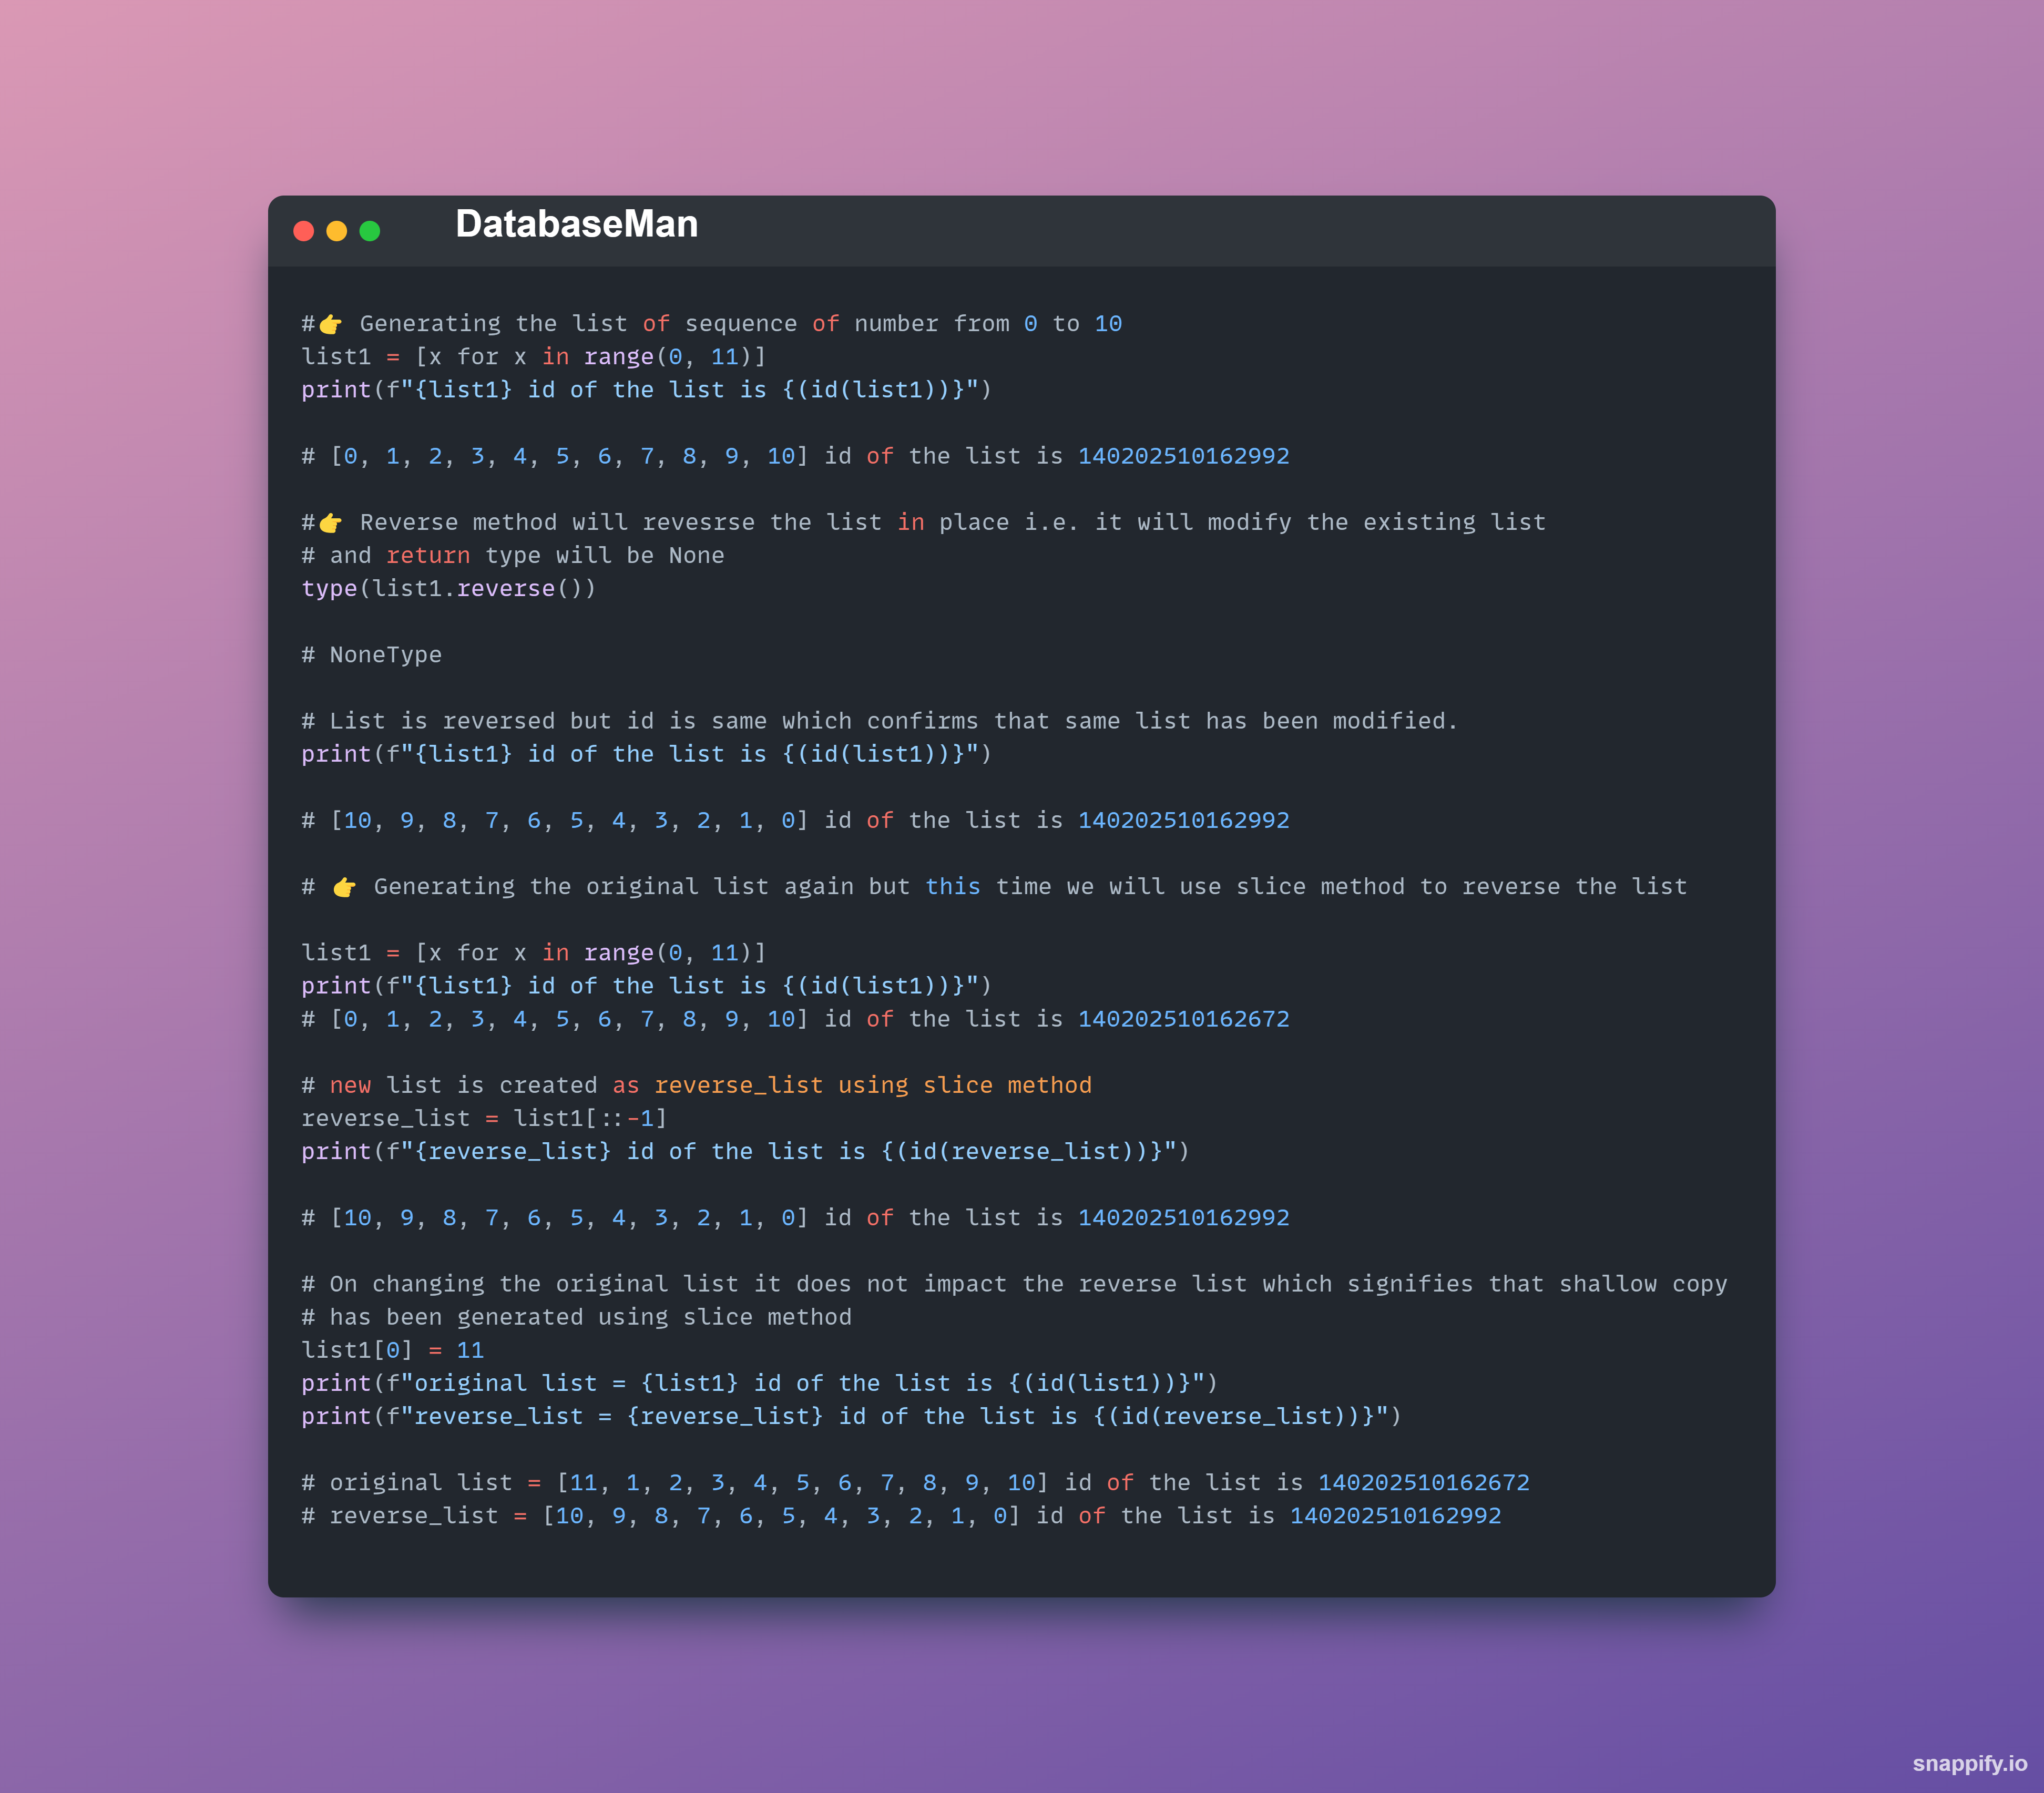 DatabaseMan
#👉 Generating the list of sequence of number from 0 to 10
list1 = [x for x in range(0, 11)]
print(f"{list1} id of the list is {(id(list1))}")
# [0, 1, 2, 3, 4, 5, 6, 7, 8, 9, 10] id of the list is 140202510162992
#👉 Reverse method will revesrse the list in place i.e. it will modify the existing list
# and return type will be None
type(list1.reverse())
# NoneType
# List is reversed but id is same which confirms that same list has been modified.
print(f"{list1} id of the list is {(id(list1))}")
# [10, 9, 8, 7, 6, 5, 4, 3, 2, 1, 0] id of the list is 140202510162992
# 👉 Generating the original list again but this time we will use slice method to reverse the list
list1 = [x for x in range(0, 11)]
print(f"{list1} id of the list is {(id(list1))}")
# [0, 1, 2, 3, 4, 5, 6, 7, 8, 9, 10] id of the list is 140202510162672
# new list is created as reverse_list using slice method
reverse_list = list1[::-1]
print(f"{reverse_list} id of the list is {(id(reverse_list))}")
# [10, 9, 8, 7, 6, 5, 4, 3, 2, 1, 0] id of the list is 140202510162992
# On changing the original list it does not impact the reverse list which signifies that shallow copy
# has been generated using slice method
list1[0] = 11
print(f"original list = {list1} id of the list is {(id(list1))}")
print(f"reverse_list = {reverse_list} id of the list is {(id(reverse_list))}")
# original list = [11, 1, 2, 3, 4, 5, 6, 7, 8, 9, 10] id of the list is 140202510162672
# reverse_list = [10, 9, 8, 7, 6, 5, 4, 3, 2, 1, 0] id of the list is 140202510162992
snappify.io